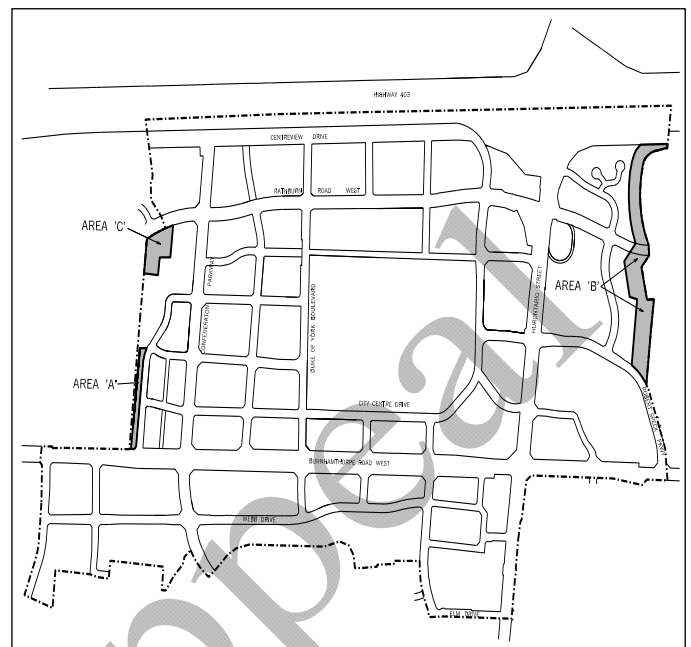 HIGHWAY 403
CENTREVIEW DRIVE
RATHBURN ROAD WEST
AREA 'C'
PARKWAY
CONFEDERATION
DUKE OF YORK BOULEVARD
HURONTARIO STREET
AREA 'B'
AREA 'A'
CITY CENTRE DRIVE
BURNHAMTHORPE ROAD WEST
WEBB DRIVE
ELM DRIVE
ppeal